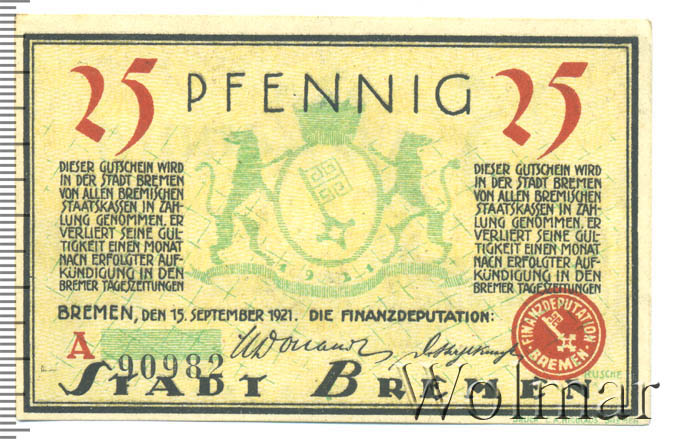 25 PFENNIG 25
DIESER GUTSCHEIN WIRD
IN DER STADT BREMEN
VON ALLEN BREMISCHEN
STAATSKASSEN IN ZAH-
LUNG GENOMMEN. ER
VERLIERT SEINE GÜL-
TIGKEIT EINEN MONAT
NACH ERFOLGTER AUF-
KÜNDIGUNG IN DEN
BREMER TAGESZEITUNGEN
DIESER GUTSCHEIN WIRD
IN DER STADT BREMEN
VON ALLEN BREMISCHEN
STAATSKASSEN IN ZAH-
LUNG GENOMMEN. ER
VERLIERT SEINE GÜL-
TIGKEIT EINEN MONAT
NACH ERFOLGTER AUF-
KÜNDIGUNG IN DEN
BREMER TAGESZEITUNGEN
1921
BREMEN, DEN 15. SEPTEMBER 1921. DIE FINANZDEPUTATION:
A 90982
FINANZDEPUTATION
BREMEN
STADT BREMEN
Wolmar